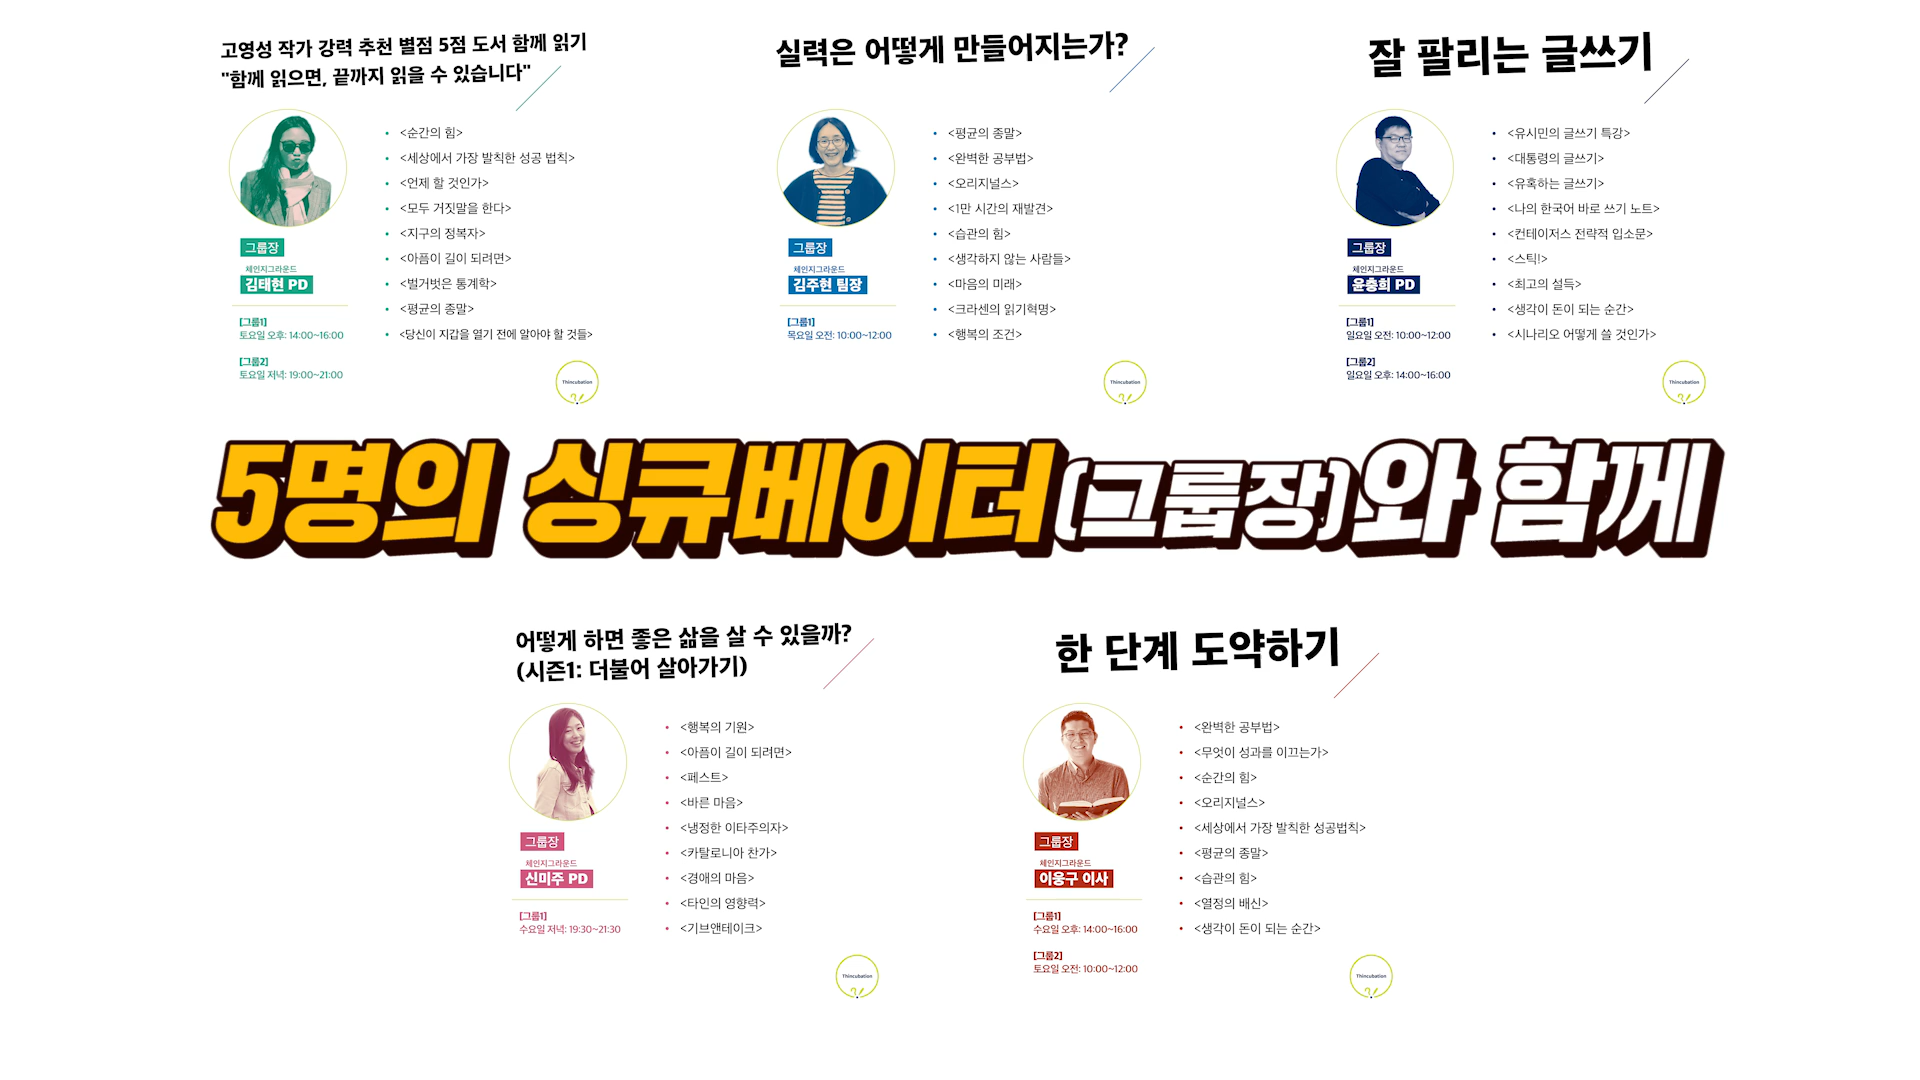 고영성 작가 강력 추천 별점 5점 도서 함께 읽기
"함께 읽으면, 끝까지 읽을 수 있습니다"
• <순간의 힘>
• <세상에서 가장 발칙한 성공 법칙>
• <언제 할 것인가>
• <모두 거짓말을 한다>
• <지구의 정복자>
• <아픔이 길이 되려면>
• <벌거벗은 통계학>
• <평균의 종말>
• <당신이 지갑을 열기 전에 알아야 할 것들>
그룹장
체인지그라운드
김태현 PD
[그룹1]
토요일 오후: 14:00~16:00
[그룹2]
토요일 저녁: 19:00~21:00
Thincubation
실력은 어떻게 만들어지는가?
• <평균의 종말>
• <완벽한 공부법>
• <오리지널스>
• <1만 시간의 재발견>
• <습관의 힘>
• <생각하지 않는 사람들>
• <마음의 미래>
• <크라센의 읽기혁명>
• <행복의 조건>
그룹장
체인지그라운드
김주현 팀장
[그룹1]
목요일 오전: 10:00~12:00
Thincubation
잘 팔리는 글쓰기
• <유시민의 글쓰기 특강>
• <대통령의 글쓰기>
• <유혹하는 글쓰기>
• <나의 한국어 바로 쓰기 노트>
• <컨테이저스 전략적 입소문>
• <스틱!>
• <최고의 설득>
• <생각이 돈이 되는 순간>
• <시나리오 어떻게 쓸 것인가>
그룹장
체인지그라운드
윤충희 PD
[그룹1]
일요일 오전: 10:00~12:00
[그룹2]
일요일 오후: 14:00~16:00
Thincubation
5명의 싱큐베이터(그룹장)와 함께
어떻게 하면 좋은 삶을 살 수 있을까?
(시즌1: 더불어 살아가기)
• <행복의 기원>
• <아픔이 길이 되려면>
• <페스트>
• <바른 마음>
• <냉정한 이타주의자>
• <카탈로니아 찬가>
• <경애의 마음>
• <타인의 영향력>
• <기브앤테이크>
그룹장
체인지그라운드
신미주 PD
[그룹1]
수요일 저녁: 19:30~21:30
Thincubation
한 단계 도약하기
• <완벽한 공부법>
• <무엇이 성과를 이끄는가>
• <순간의 힘>
• <오리지널스>
• <세상에서 가장 발칙한 성공법칙>
• <평균의 종말>
• <습관의 힘>
• <열정의 배신>
• <생각이 돈이 되는 순간>
그룹장
체인지그라운드
이웅구 이사
[그룹1]
수요일 오후: 14:00~16:00
[그룹2]
토요일 오전: 10:00~12:00
Thincubation